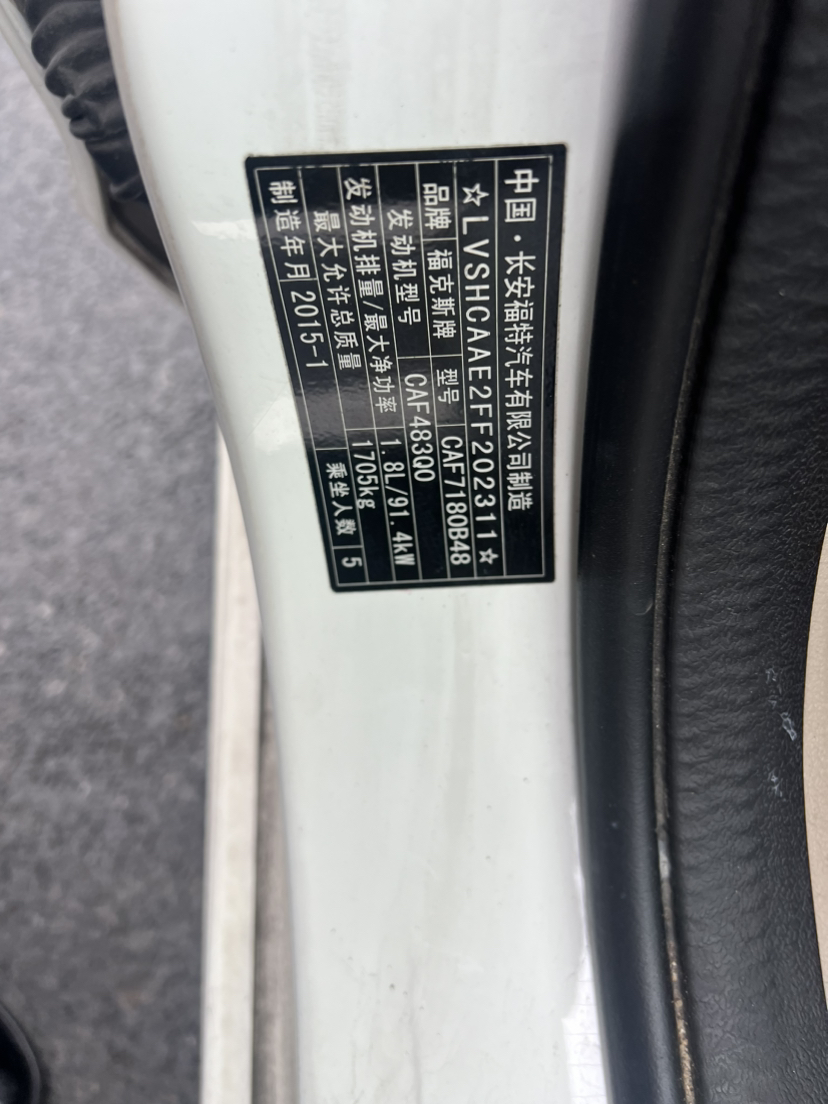 中国·长安福特汽车有限公司制造
☆LVSHCAAE2FF202311☆
品牌 福克斯牌 型号 CAF7180B48
发动机型号 CAF483Q0
发动机排量/最大净功率 1.8L/91.4kW
最大允许总质量 1705kg
制造年月 2015-1 乘坐人数 5